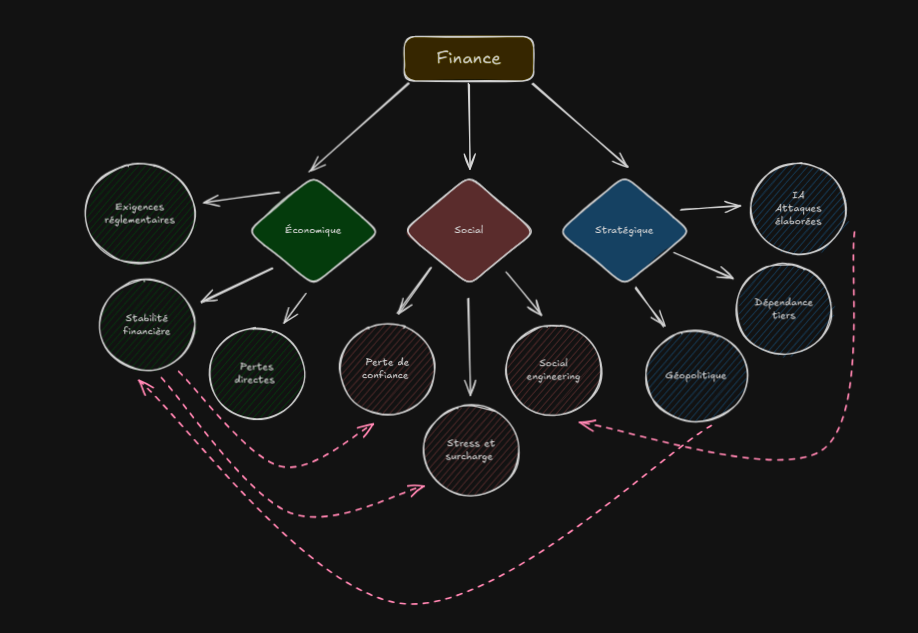 Finance
Exigences
réglementaires
Économique
Social
Stratégique
IA
Attaques
élaborées
Stabilité
financière
Dépendance
tiers
Pertes
directes
Perte de
confiance
Social
engineering
Géopolitique
Stress et
surcharge